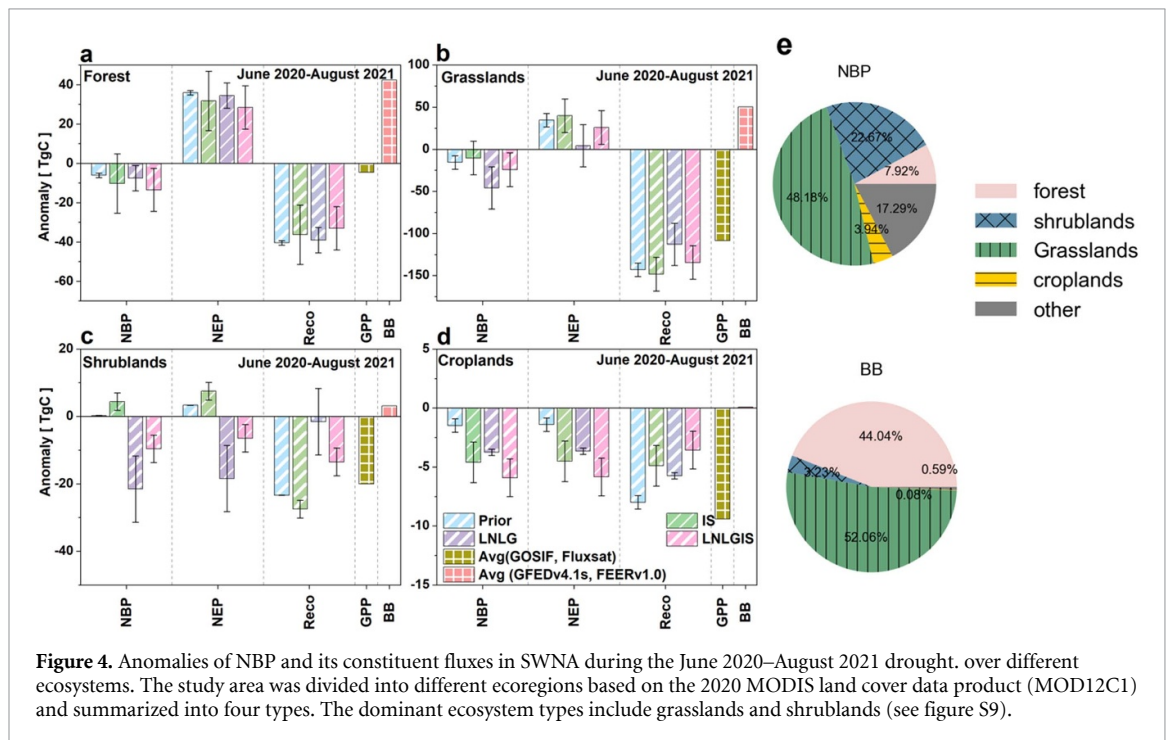 a
Forest
June 2020-August 2021
Anomaly [ TgC ]
40
20
0
-20
-40
-60
NBP
NEP
Reco
GPP
BB
b
Grasslands
June 2020-August 2021
100
50
0
-50
-100
-150
NBP
NEP
Reco
GPP
BB
c
Shrublands
June 2020-August 2021
Anomaly [ TgC ]
20
0
-20
-40
NBP
NEP
Reco
GPP
BB
d
Croplands
June 2020-August 2021
5
0
-5
-10
-15
Prior
IS
LNLG
LNLGIS
Avg(GOSIF, Fluxsat)
Avg (GFEDv4.1s, FEERv1.0)
NBP
NEP
Reco
GPP
BB
e
NBP
22.67%
7.92%
48.18%
17.29%
3.94%
forest
shrublands
Grasslands
croplands
other
BB
44.04%
0.59%
3.23%
0.08%
52.06%
Figure 4. Anomalies of NBP and its constituent fluxes in SWNA during the June 2020–August 2021 drought. over different
ecosystems. The study area was divided into different ecoregions based on the 2020 MODIS land cover data product (MOD12C1)
and summarized into four types. The dominant ecosystem types include grasslands and shrublands (see figure S9).